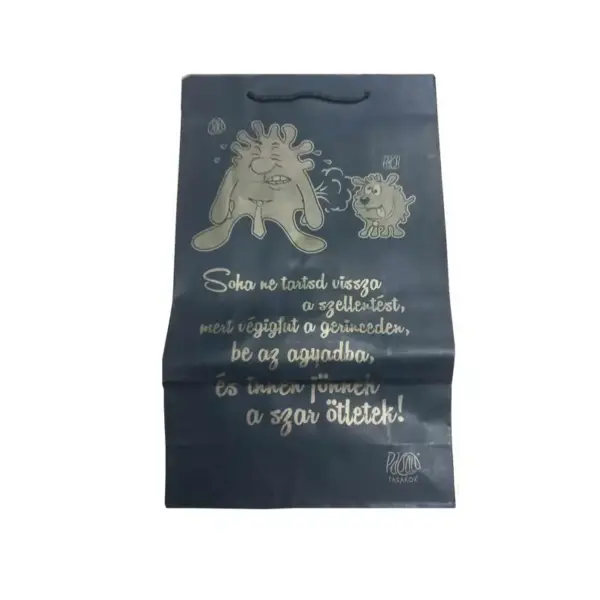 Soha ne tartsd vissza
a szellentést,
mert végigfut a gerinceden,
be az agyadba,
és innen jönnek
a szar ötletek!